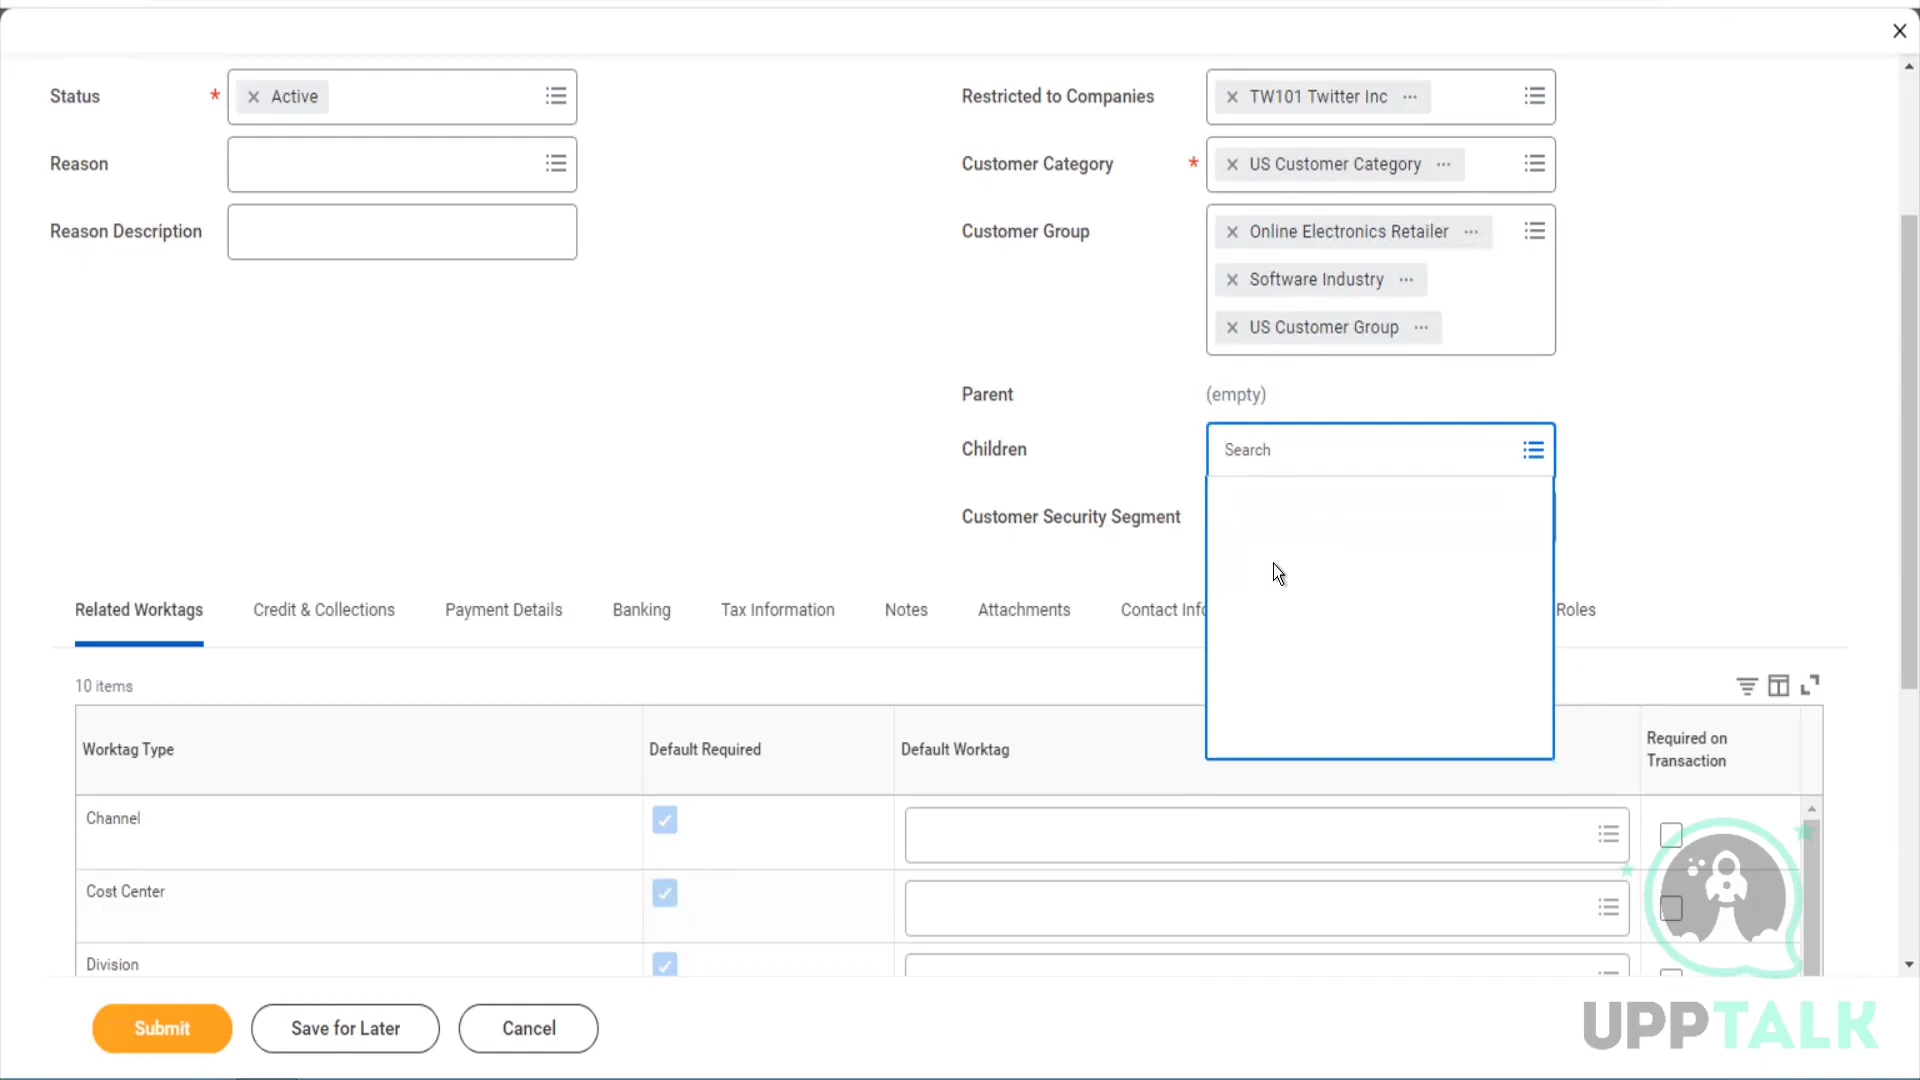 Status * Active
Reason
Reason Description
Restricted to Companies TW101 Twitter Inc
Customer Category * US Customer Category
Customer Group Online Electronics Retailer
Software Industry
US Customer Group
Parent (empty)
Children Search
Customer Security Segment
Related Worktags Credit & Collections Payment Details Banking Tax Information Notes Attachments Contact Info Roles
10 items
Worktag Type Default Required Default Worktag Required on
Transaction
Channel
Cost Center
Division
Submit Save for Later Cancel
UPPTALK